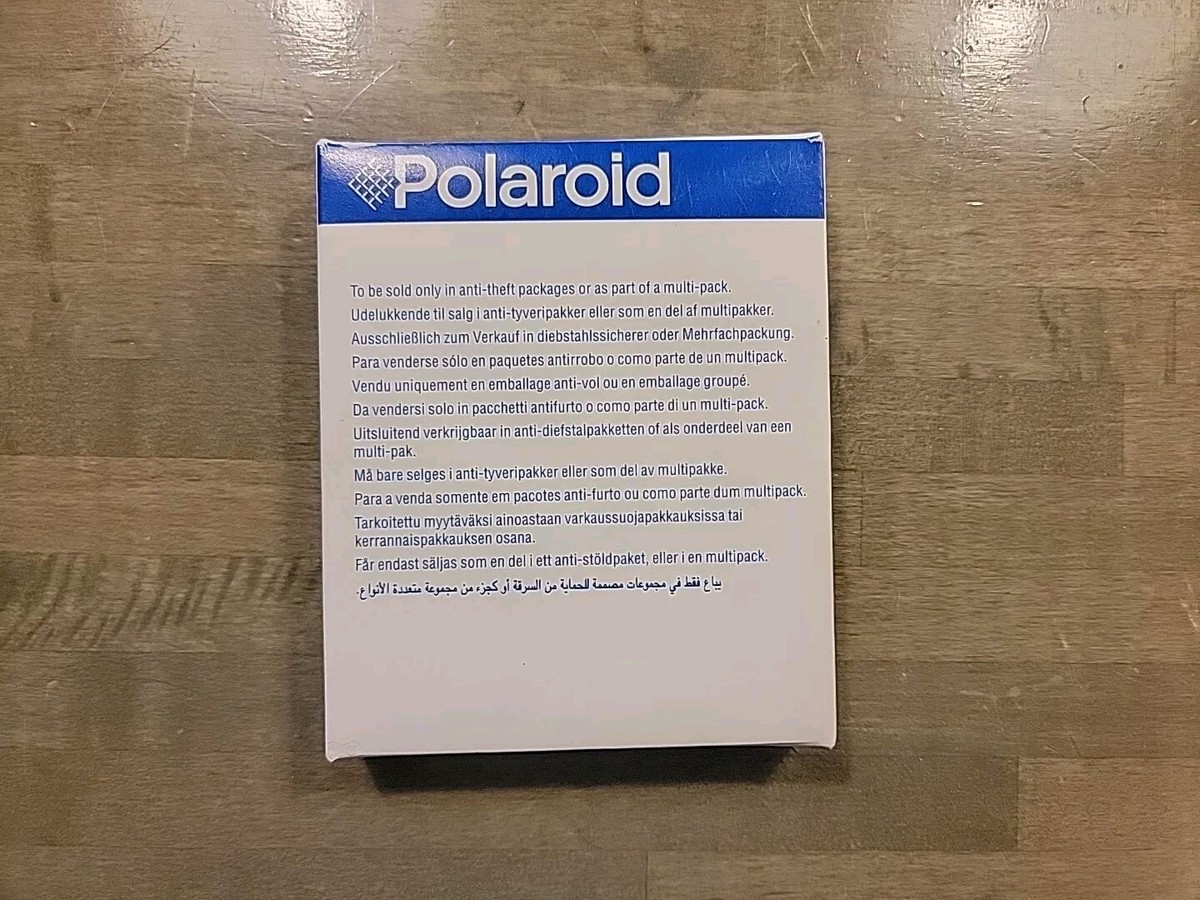 Polaroid
To be sold only in anti-theft packages or as part of a multi-pack.
Udelukkende til salg i anti-tyveripakker eller som en del af multipakker.
Ausschließlich zum Verkauf in diebstahlssicherer oder Mehrfachpackung.
Para venderse sólo en paquetes antirrobo o como parte de un multipack.
Vendu uniquement en emballage anti-vol ou en emballage groupé.
Da vendersi solo in pacchetti antifurto o como parte di un multi-pack.
Uitsluitend verkrijgbaar in anti-diefstalpakketten of als onderdeel van een
multi-pak.
Må bare selges i anti-tyveripakker eller som del av multipakke.
Para a venda somente em pacotes anti-furto ou como parte dum multipack.
Tarkoitettu myytäväksi ainoastaan varkaussuojapakkauksissa tai
kerrannaispakkauksen osana.
Får endast säljas som en del i ett anti-stöldpaket, eller i en multipack.
يباع فقط في مجموعات مصممة للحماية من السرقة أو كجزء من مجموعة متعددة الأنواع.